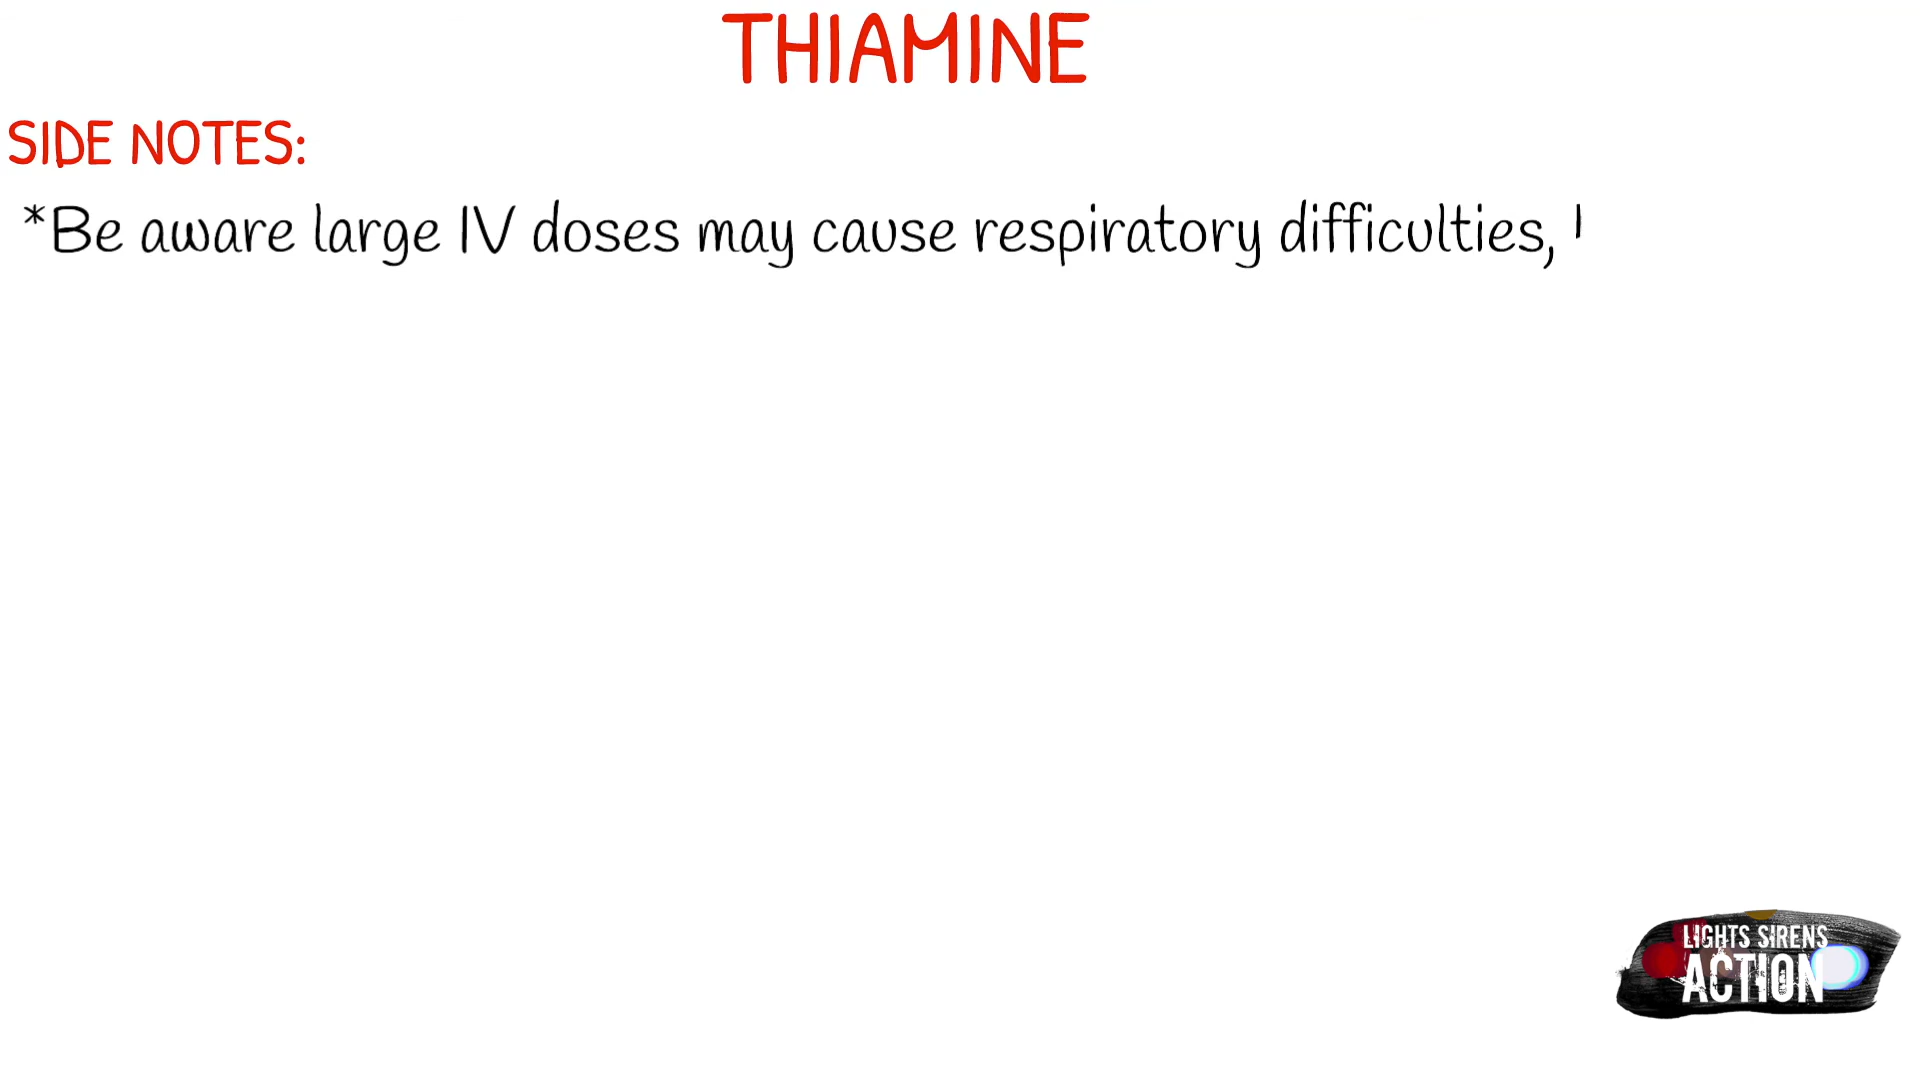 THIAMINE
SIDE NOTES:
*Be aware large IV doses may cause respiratory difficulties,
LIGHTS SIRENS
ACTION